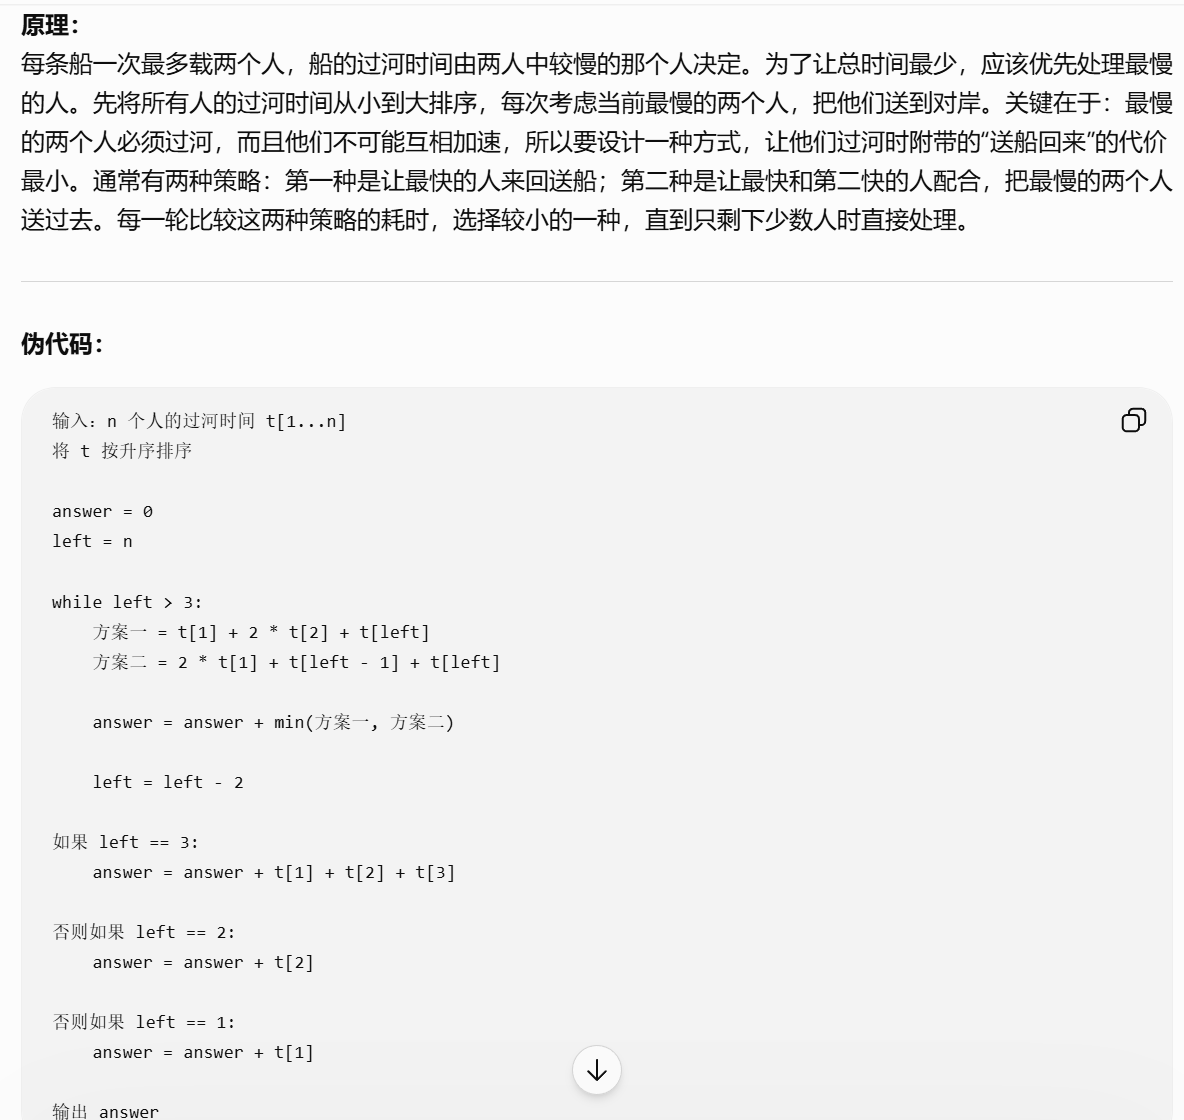 原理：
每条船一次最多载两个人，船的过河时间由两人中较慢的那个人决定。为了让总时间最少，应该优先处理最慢
的人。先将所有人的过河时间从小到大排序，每次考虑当前最慢的两个人，把他们送到对岸。关键在于：最慢
的两个人必须过河，而且他们不可能互相加速，所以要设计一种方式，让他们过河时附带的“送船回来”的代价
最小。通常有两种策略：第一种是让最快的人来回送船；第二种是让最快和第二快的人配合，把最慢的两个人
送过去。每一轮比较这两种策略的耗时，选择较小的一种，直到只剩下少数人时直接处理。
伪代码：
输入：n 个人的过河时间 t[1...n]
将 t 按升序排序
answer = 0
left = n
while left > 3:
    方案一 = t[1] + 2 * t[2] + t[left]
    方案二 = 2 * t[1] + t[left - 1] + t[left]
    answer = answer + min(方案一, 方案二)
    left = left - 2
如果 left == 3:
    answer = answer + t[1] + t[2] + t[3]
否则如果 left == 2:
    answer = answer + t[2]
否则如果 left == 1:
    answer = answer + t[1]
输出 answer